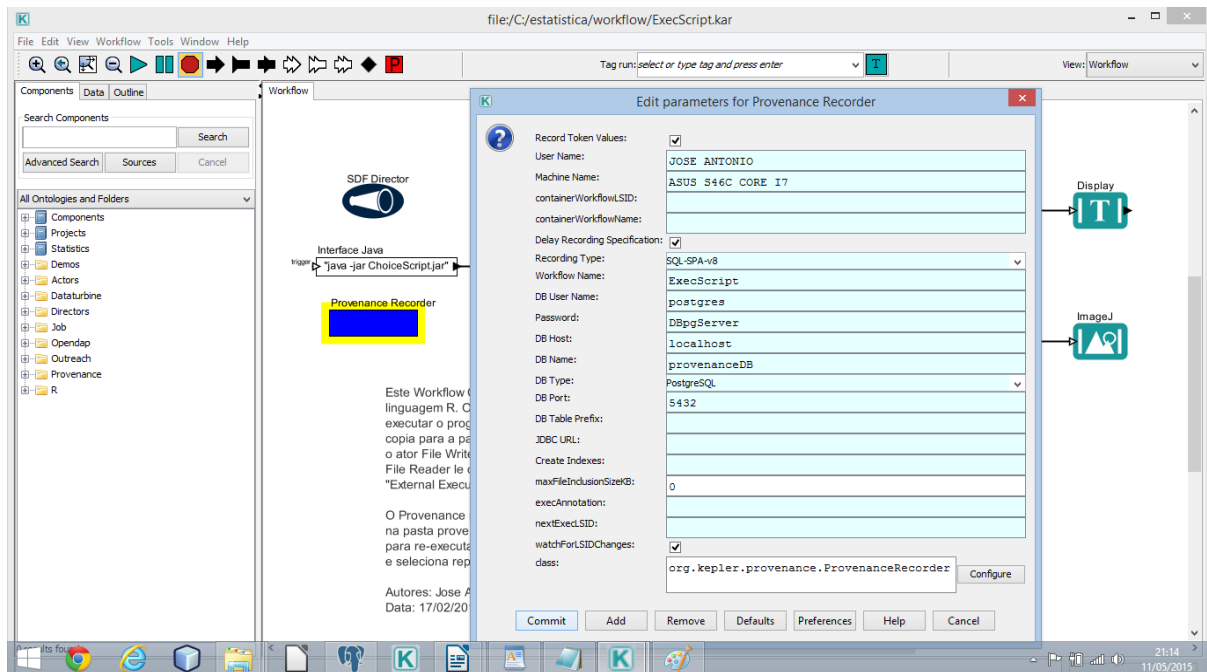 file:/C:/estatistica/workflow/ExecScript.kar
File Edit View Workflow Tools Window Help
Tag run: select or type tag and press enter
T
View: Workflow
Components Data Outline
Workflow
Search Components
Search
Advanced Search Sources Cancel
All Ontologies and Folders
Components
Projects
Statistics
Demos
Actors
Dataturbine
Directors
Job
Opendap
Outreach
Provenance
R
SDF Director
Interface Java
trigger
"java -jar ChoiceScript.jar"
Provenance Recorder
Este Workflow
linguagem R.
executar o prog
copia para a pa
o ator File Write
File Reader le
"External Execu
O Provenance
na pasta prove
para re-executa
e seleciona rep
Autores: Jose A
Data: 17/02/20
Edit parameters for Provenance Recorder
Record Token Values:
User Name: JOSE ANTONIO
Machine Name: ASUS S46C CORE I7
containerWorkflowLSID:
containerWorkflowName:
Delay Recording Specification:
Recording Type: SQL-SPA-v8
Workflow Name: ExecScript
DB User Name: postgres
Password: DBpgServer
DB Host: localhost
DB Name: provenanceDB
DB Type: PostgreSQL
DB Port: 5432
DB Table Prefix:
JDBC URL:
Create Indexes:
maxFileInclusionSizeKB: 0
execAnnotation:
nextExecLSID:
watchForLSIDChanges:
class: org.kepler.provenance.ProvenanceRecorder
Configure
Commit Add Remove Defaults Preferences Help Cancel
Display
T
ImageJ
21:14
11/05/2015